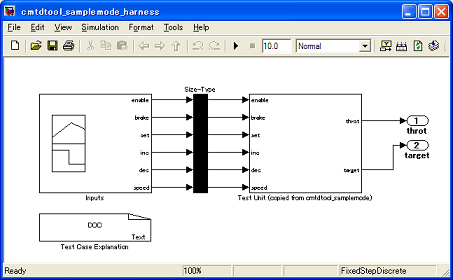 cmtdtool_samplemode_harness
File Edit View Simulation Format Tools Help
10.0 Normal
Size-Type
enable enable
brake brake throt 1
throt
set set
inc inc 2
target
dec dec target
speed speed
Inputs Test Unit (copied from cmtdtool_samplemode)
DOC
Text
Test Case Explanation
Ready 100% FixedStepDiscrete